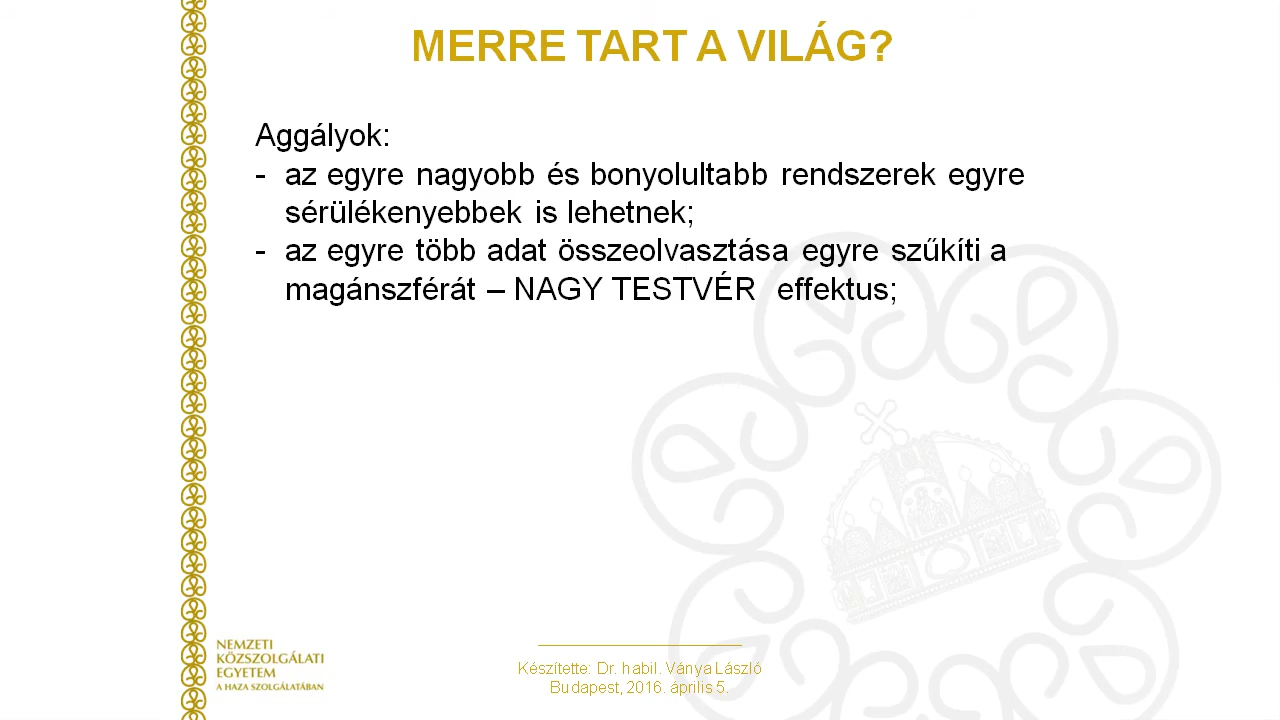 MERRE TART A VILÁG?
Aggályok:
- az egyre nagyobb és bonyolultabb rendszerek egyre
sérülékenyebbek is lehetnek;
- az egyre több adat összeolvasztása egyre szűkíti a
magánszférát – NAGY TESTVÉR effektus;
NEMZETI
KÖZSZOLGÁLATI
EGYETEM
A HAZA SZOLGÁLATÁBAN
Készítette: Dr. habil. Ványa László
Budapest, 2016. április 5.